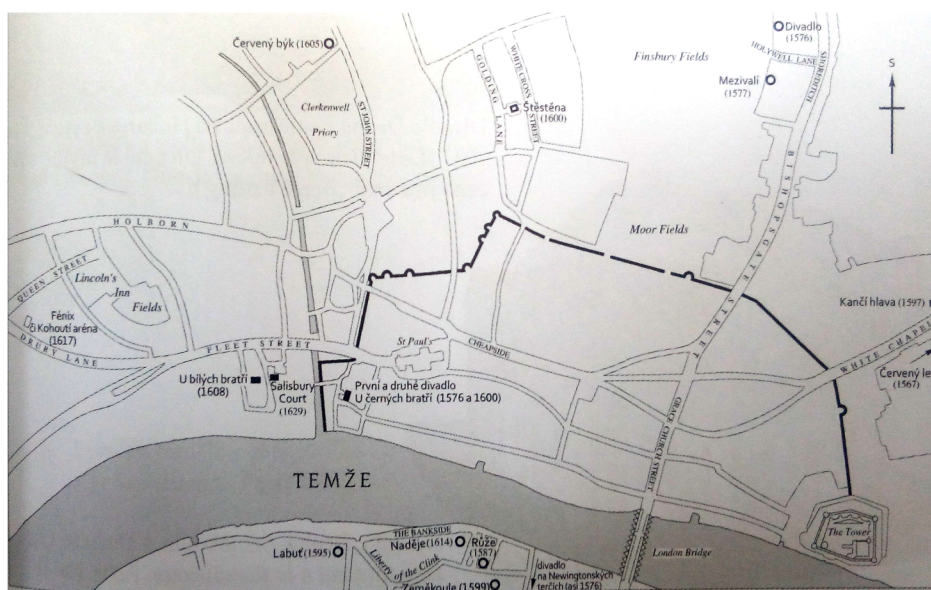 Červený býk (1605)
Clerkenwell
Priory
ST JOHN STREET
GOLDING LANE
WHITE CROSS STREET
Štěstěna
(1600)
Finsbury Fields
Divadlo
(1576)
HOLYWELL LANE
SHOREDITCH
Mezivalí
(1577)
S
BISHOPSGATE STREET
Moor Fields
HOLBORN
QUEEN STREET
Lincoln's
Inn
Fields
Fénix
či Kohoutí aréna
(1617)
DRURY LANE
FLEET STREET
St Paul's
CHEAPSIDE
Kančí hlava (1597)
WHITE CHAPEL
Červený le
(1567)
U bílých bratří
(1608)
Salisbury
Court
(1629)
První a druhé divadlo
U černých bratří (1576 a 1600)
GRACE CHURCH STREET
TEMŽE
The Tower
London Bridge
THE BANKSIDE
Labuť (1595)
Liberty of the Clink
Naděje (1614)
Růže
(1587)
Zeměkoule (1599)
divadlo
na Newingtonských
terčích (asi 1576)